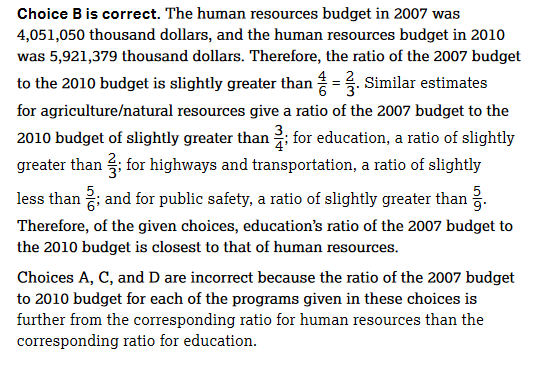 Choice B is correct. The human resources budget in 2007 was
4,051,050 thousand dollars, and the human resources budget in 2010
was 5,921,379 thousand dollars. Therefore, the ratio of the 2007 budget
to the 2010 budget is slightly greater than 4/6 = 2/3. Similar estimates
for agriculture/natural resources give a ratio of the 2007 budget to the
2010 budget of slightly greater than 3/4; for education, a ratio of slightly
greater than 2/3; for highways and transportation, a ratio of slightly
less than 5/6; and for public safety, a ratio of slightly greater than 5/9.
Therefore, of the given choices, education’s ratio of the 2007 budget to
the 2010 budget is closest to that of human resources.
Choices A, C, and D are incorrect because the ratio of the 2007 budget
to 2010 budget for each of the programs given in these choices is
further from the corresponding ratio for human resources than the
corresponding ratio for education.